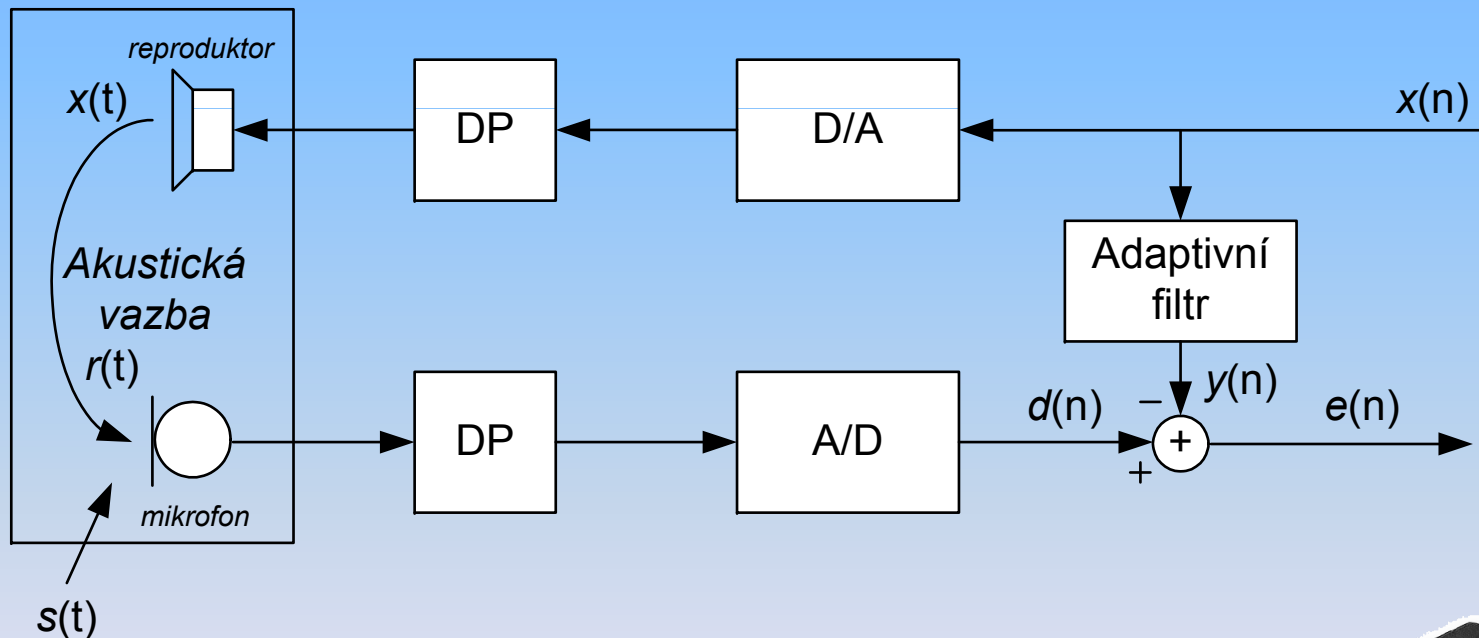 reproduktor
x(t)
DP
D/A
x(n)
Akustická
vazba
r(t)
Adaptivní
filtr
DP
A/D
d(n)
−
y(n)
+
+
e(n)
mikrofon
s(t)